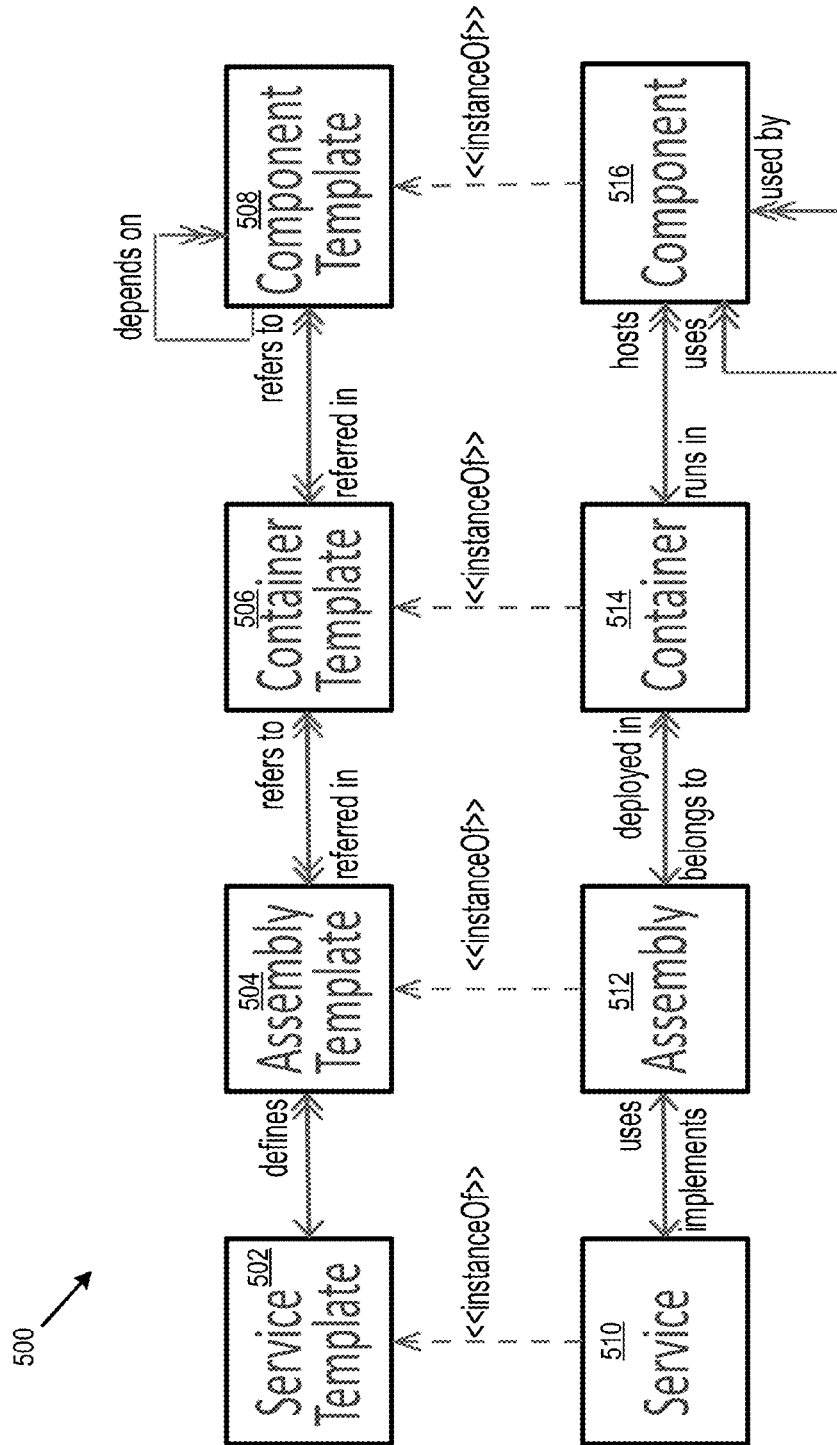 500
502
Service
Template
defines
504
Assembly
Template
refers to
referred in
506
Container
Template
refers to
referred in
depends on
508
Component
Template
<<instanceOf>>
<<instanceOf>>
<<instanceOf>>
<<instanceOf>>
510
Service
uses
implements
512
Assembly
deployed in
belongs to
514
Container
hosts
runs in
uses
516
Component
used by